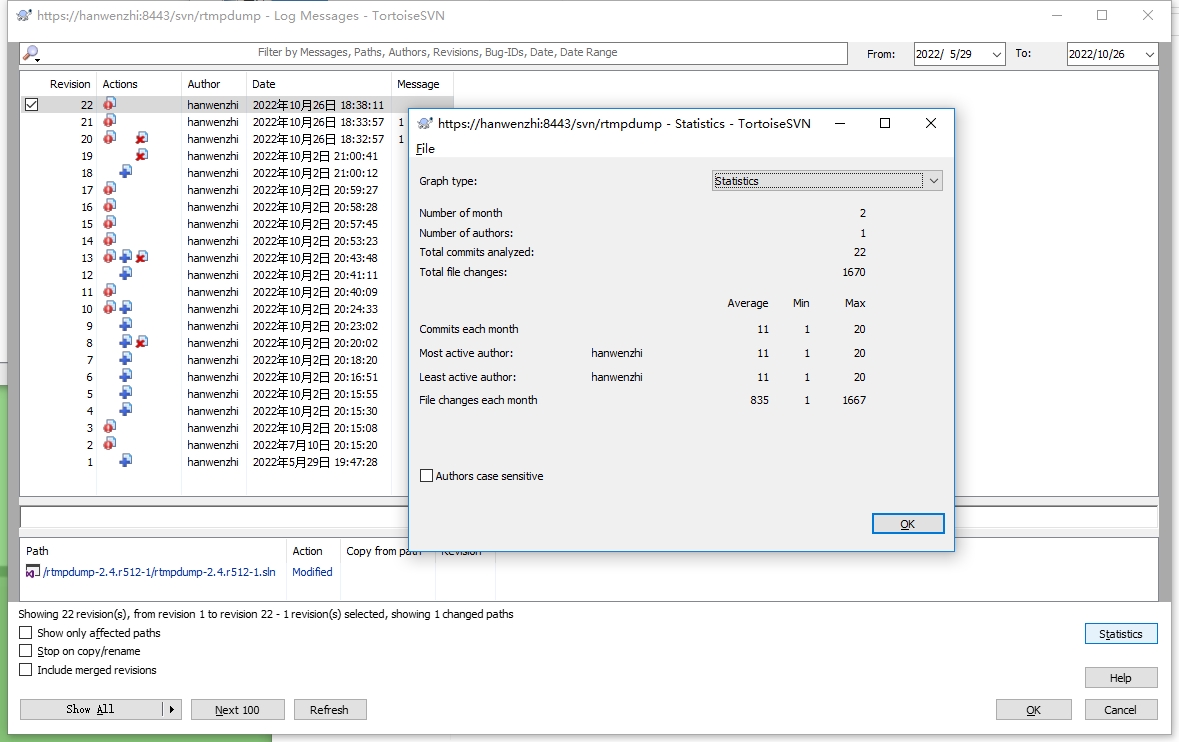 https://hanwenzhi:8443/svn/rtmpdump - Log Messages - TortoiseSVN
Filter by Messages, Paths, Authors, Revisions, Bug-IDs, Date, Date Range
From: 2022/ 5/29 To: 2022/10/26
Revision Actions Author Date Message
22 hanwenzhi 2022年10月26日 18:38:11
21 hanwenzhi 2022年10月26日 18:33:57 1
20 hanwenzhi 2022年10月26日 18:32:57 1
19 hanwenzhi 2022年10月2日 21:00:41
18 hanwenzhi 2022年10月2日 21:00:12
17 hanwenzhi 2022年10月2日 20:59:27
16 hanwenzhi 2022年10月2日 20:58:28
15 hanwenzhi 2022年10月2日 20:57:45
14 hanwenzhi 2022年10月2日 20:53:23
13 hanwenzhi 2022年10月2日 20:43:48
12 hanwenzhi 2022年10月2日 20:41:11
11 hanwenzhi 2022年10月2日 20:40:09
10 hanwenzhi 2022年10月2日 20:24:33
9 hanwenzhi 2022年10月2日 20:23:02
8 hanwenzhi 2022年10月2日 20:20:02
7 hanwenzhi 2022年10月2日 20:18:20
6 hanwenzhi 2022年10月2日 20:16:51
5 hanwenzhi 2022年10月2日 20:15:55
4 hanwenzhi 2022年10月2日 20:15:30
3 hanwenzhi 2022年10月2日 20:15:08
2 hanwenzhi 2022年7月10日 20:15:20
1 hanwenzhi 2022年5月29日 19:47:28
https://hanwenzhi:8443/svn/rtmpdump - Statistics - TortoiseSVN
File
Graph type: Statistics
Number of month 2
Number of authors: 1
Total commits analyzed: 22
Total file changes: 1670
Average Min Max
Commits each month 11 1 20
Most active author: hanwenzhi 11 1 20
Least active author: hanwenzhi 11 1 20
File changes each month 835 1 1667
Authors case sensitive
OK
Path Action Copy from path Revision
/rtmpdump-2.4.r512-1/rtmpdump-2.4.r512-1.sln Modified
Showing 22 revision(s), from revision 1 to revision 22 - 1 revision(s) selected, showing 1 changed paths
Show only affected paths
Statistics
Stop on copy/rename
Include merged revisions
Help
Show All Next 100 Refresh OK Cancel